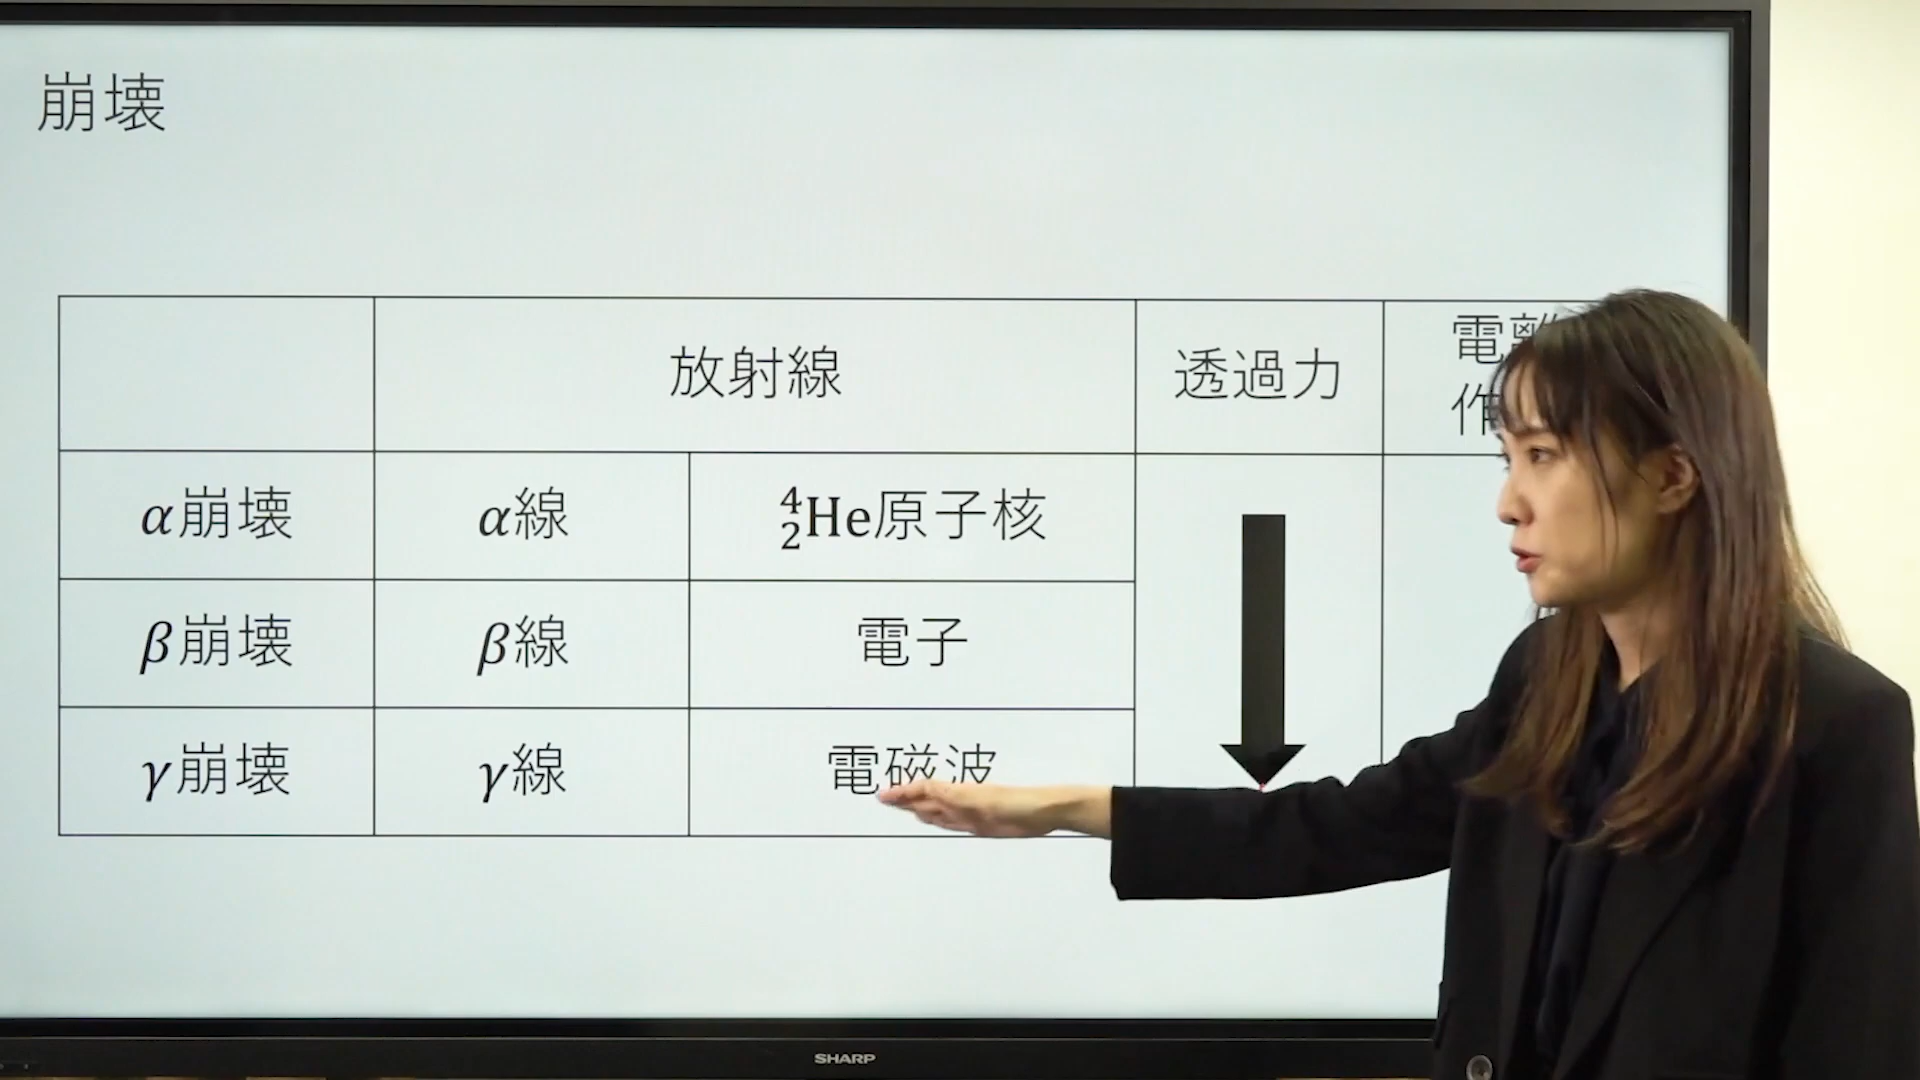 崩壊
放射線
透過力
電離
作
α崩壊
α線
⁴₂He原子核
β崩壊
β線
電子
γ崩壊
γ線
電磁波
SHARP